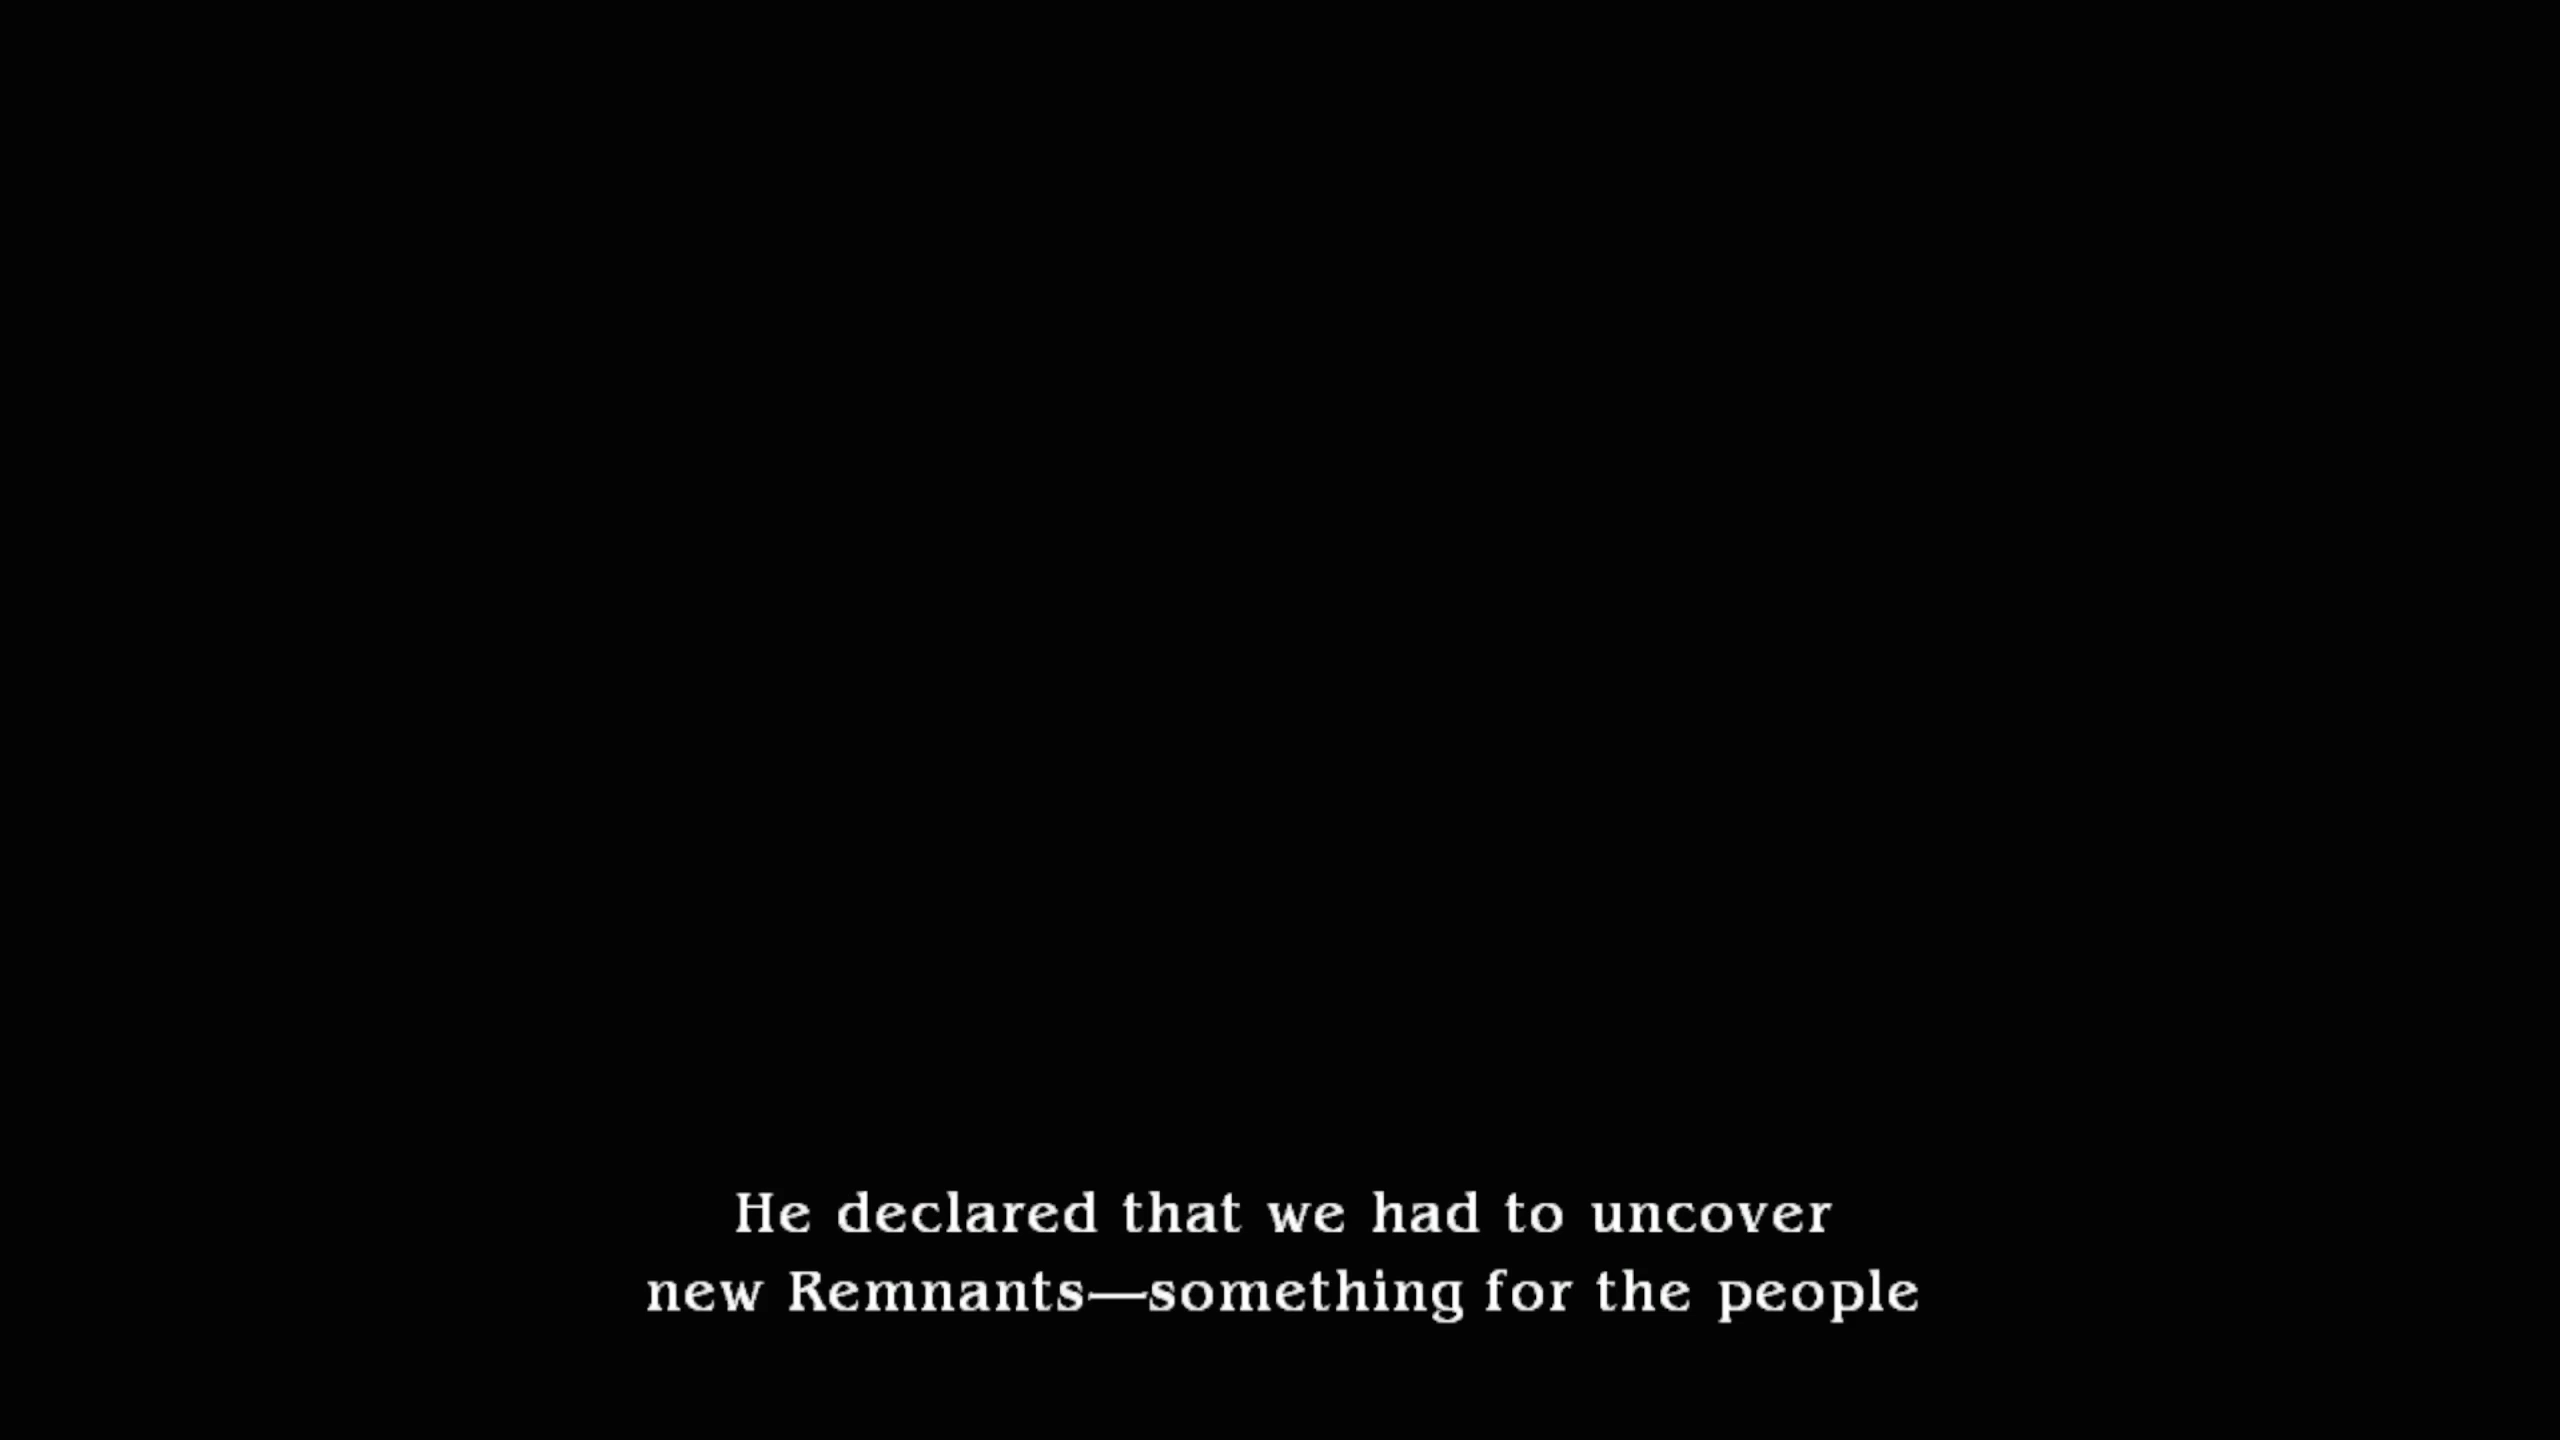 He declared that we had to uncover
new Remnants—something for the people